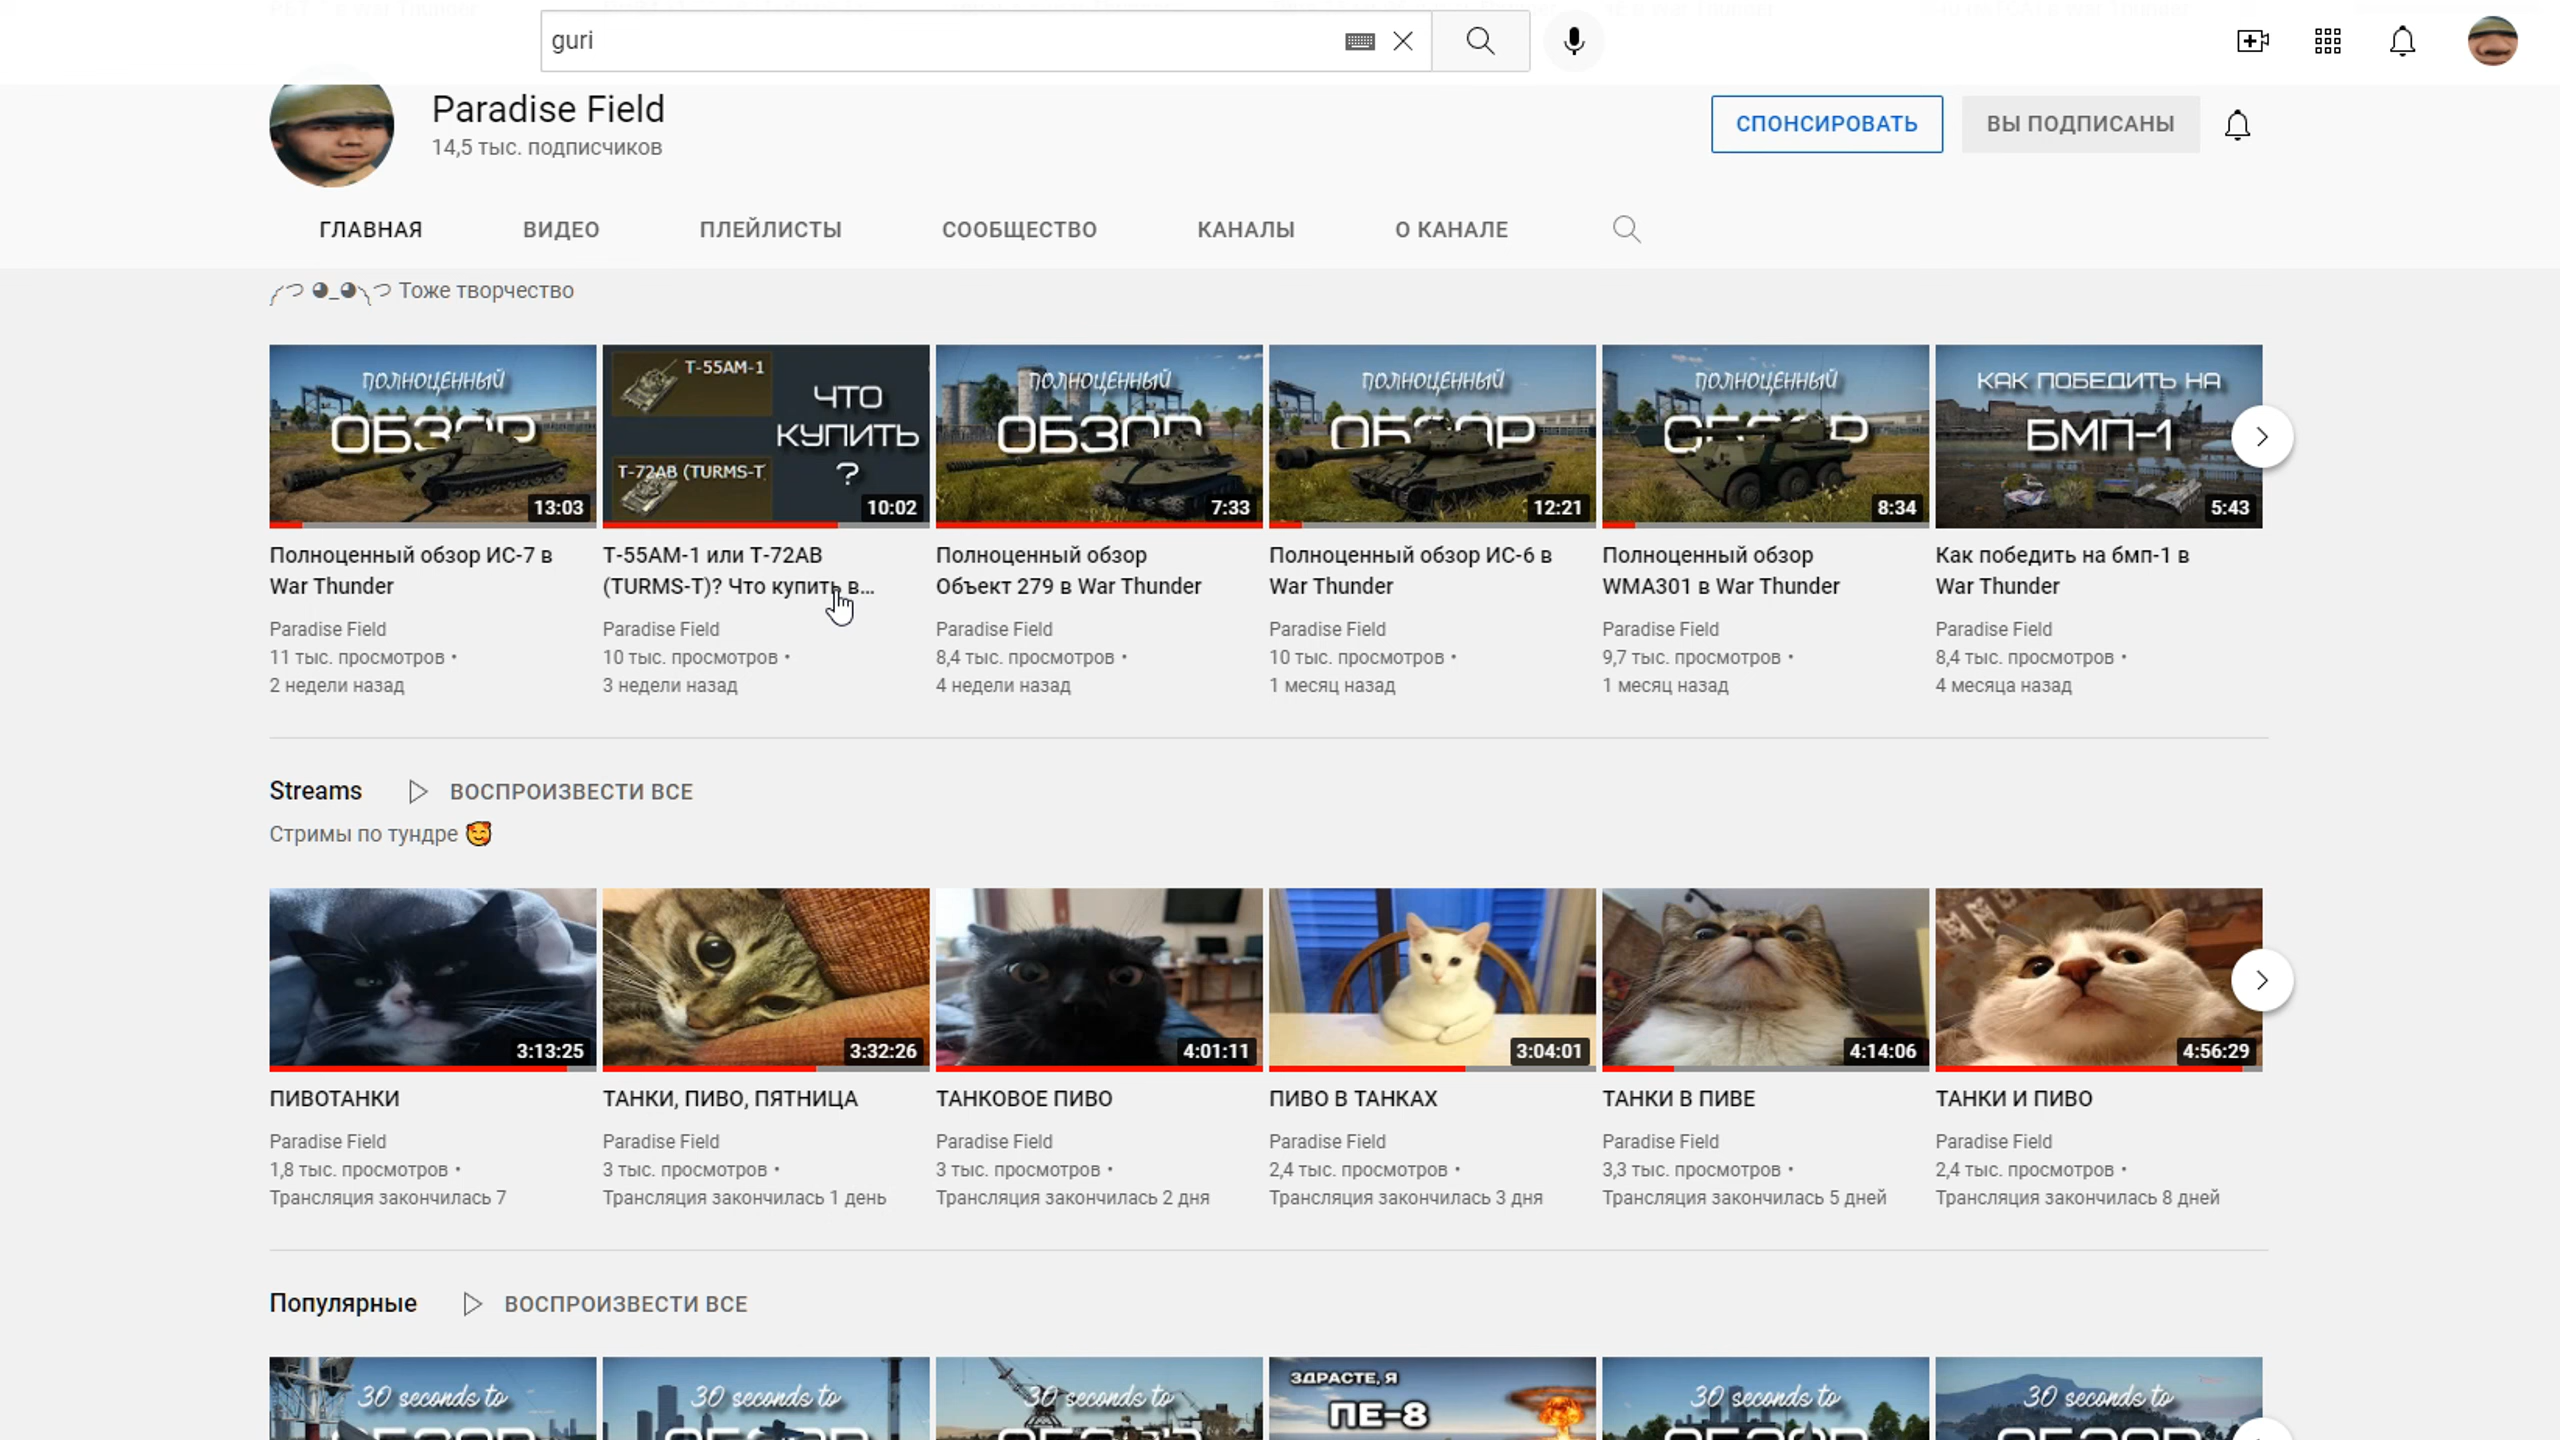 guri
Paradise Field
14,5 тыс. подписчиков
СПОНСИРОВАТЬ
ВЫ ПОДПИСАНЫ
ГЛАВНАЯ
ВИДЕО
ПЛЕЙЛИСТЫ
СООБЩЕСТВО
КАНАЛЫ
О КАНАЛЕ
Тоже творчество
ПОЛНОЦЕННЫЙ
ОБЗОР
13:03
T-55AM-1
ЧТО
КУПИТЬ
?
T-72AB (TURMS-T
10:02
ПОЛНОЦЕННЫЙ
ОБЗОР
7:33
ПОЛНОЦЕННЫЙ
ОБЗОР
12:21
ПОЛНОЦЕННЫЙ
ОБЗОР
8:34
КАК ПОБЕДИТЬ НА
БМП-1
5:43
Полноценный обзор ИС-7 в
War Thunder
Paradise Field
11 тыс. просмотров •
2 недели назад
Т-55АМ-1 или Т-72АВ
(TURMS-T)? Что купить в...
Paradise Field
10 тыс. просмотров •
3 недели назад
Полноценный обзор
Объект 279 в War Thunder
Paradise Field
8,4 тыс. просмотров •
4 недели назад
Полноценный обзор ИС-6 в
War Thunder
Paradise Field
10 тыс. просмотров •
1 месяц назад
Полноценный обзор
WMA301 в War Thunder
Paradise Field
9,7 тыс. просмотров •
1 месяц назад
Как победить на бмп-1 в
War Thunder
Paradise Field
8,4 тыс. просмотров •
4 месяца назад
Streams
ВОСПРОИЗВЕСТИ ВСЕ
Стримы по тундре 🥰
3:13:25
3:32:26
4:01:11
3:04:01
4:14:06
4:56:29
ПИВОТАНКИ
Paradise Field
1,8 тыс. просмотров •
Трансляция закончилась 7
ТАНКИ, ПИВО, ПЯТНИЦА
Paradise Field
3 тыс. просмотров •
Трансляция закончилась 1 день
ТАНКОВОЕ ПИВО
Paradise Field
3 тыс. просмотров •
Трансляция закончилась 2 дня
ПИВО В ТАНКАХ
Paradise Field
2,4 тыс. просмотров •
Трансляция закончилась 3 дня
ТАНКИ В ПИВЕ
Paradise Field
3,3 тыс. просмотров •
Трансляция закончилась 5 дней
ТАНКИ И ПИВО
Paradise Field
2,4 тыс. просмотров •
Трансляция закончилась 8 дней
Популярные
ВОСПРОИЗВЕСТИ ВСЕ
30 seconds to
30 seconds to
30 seconds to
ЗДРАСТЕ, Я
ПЕ-8
30 seconds to
30 seconds to